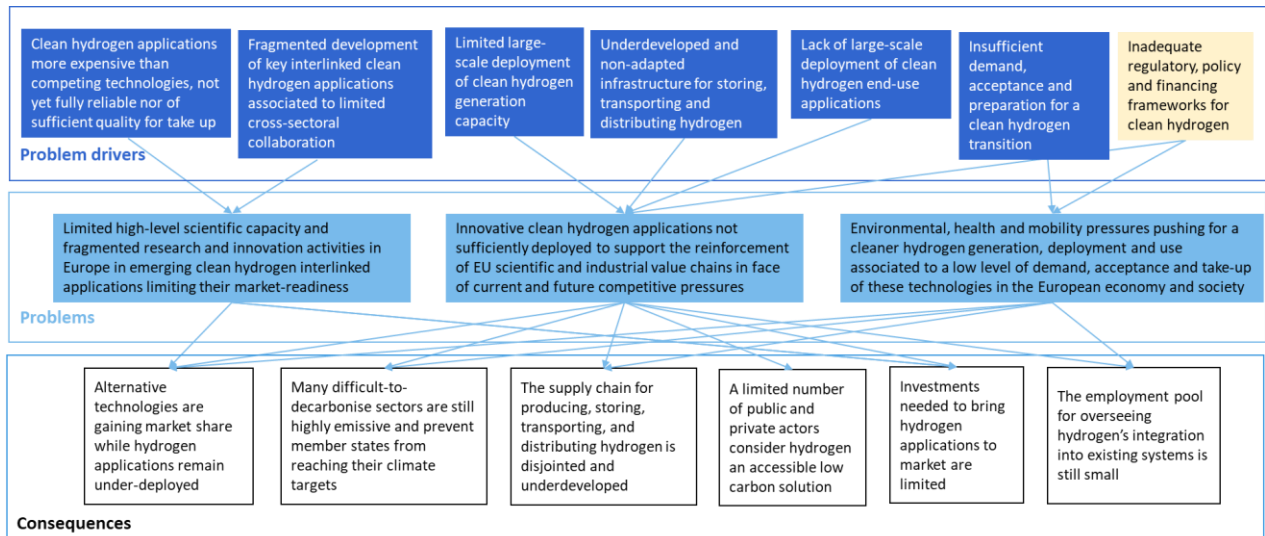 Clean hydrogen applications
more expensive than
competing technologies, not
yet fully reliable nor of
sufficient quality for take up
Fragmented development
of key interlinked clean
hydrogen applications
associated to limited
cross-sectoral
collaboration
Limited large-
scale deployment
of clean hydrogen
generation
capacity
Underdeveloped and
non-adapted
infrastructure for storing,
transporting and
distributing hydrogen
Lack of large-scale
deployment of clean
hydrogen end-use
applications
Insufficient
demand,
acceptance and
preparation for a
clean hydrogen
transition
Inadequate
regulatory, policy
and financing
frameworks for
clean hydrogen
Problem drivers
Limited high-level scientific capacity and
fragmented research and innovation activities in
Europe in emerging clean hydrogen interlinked
applications limiting their market-readiness
Innovative clean hydrogen applications not
sufficiently deployed to support the reinforcement
of EU scientific and industrial value chains in face
of current and future competitive pressures
Environmental, health and mobility pressures pushing for a
cleaner hydrogen generation, deployment and use
associated to a low level of demand, acceptance and take-up
of these technologies in the European economy and society
Problems
Alternative
technologies are
gaining market share
while hydrogen
applications remain
under-deployed
Many difficult-to-
decarbonise sectors are still
highly emissive and prevent
member states from
reaching their climate
targets
The supply chain for
producing, storing,
transporting, and
distributing hydrogen is
disjointed and
underdeveloped
A limited number
of public and
private actors
consider hydrogen
an accessible low
carbon solution
Investments
needed to bring
hydrogen
applications to
market are
limited
The employment pool
for overseeing
hydrogen's integration
into existing systems is
still small
Consequences